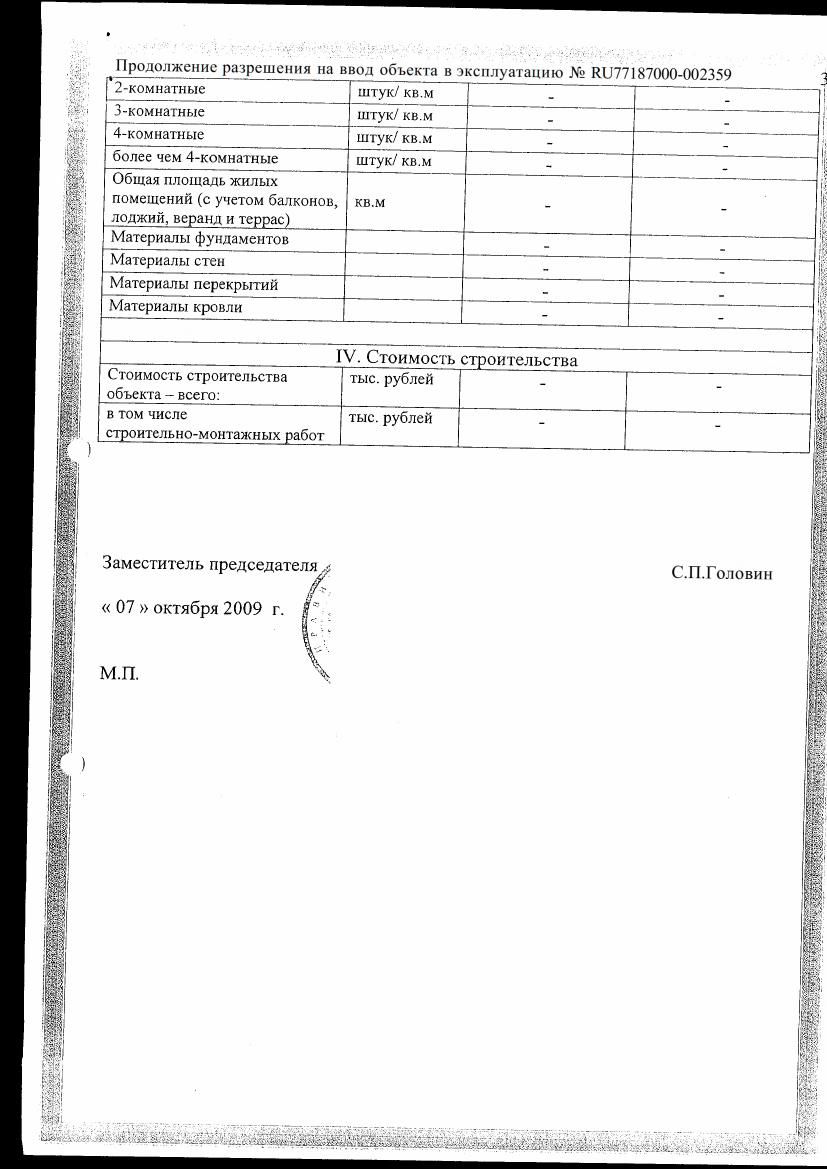 Продолжение разрешения на ввод объекта в эксплуатацию № RU77187000-002359
3
2-комнатные штук/ кв.м - -
3-комнатные штук/ кв.м - -
4-комнатные штук/ кв.м - -
более чем 4-комнатные штук/ кв.м - -
Общая площадь жилых
помещений (с учетом балконов, кв.м - -
лоджий, веранд и террас)
Материалы фундаментов - -
Материалы стен - -
Материалы перекрытий - -
Материалы кровли - -
IV. Стоимость строительства
Стоимость строительства тыс. рублей - -
объекта – всего:
в том числе тыс. рублей - -
строительно-монтажных работ
Заместитель председателя С.П.Головин
« 07 » октября 2009 г.
М.П.